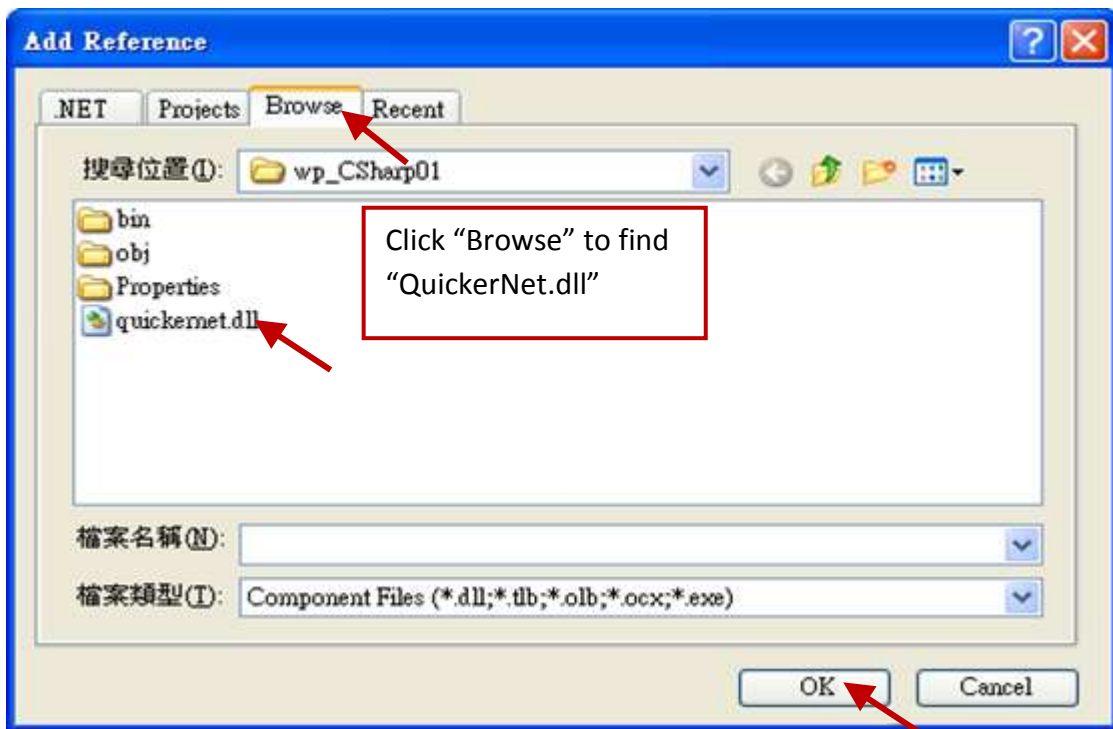 Add Reference
.NET Projects Browse Recent
搜尋位置(I): wp_CSharp01
bin
obj
Properties
quickernet.dll
Click “Browse” to find
“QuickerNet.dll”
檔案名稱(N):
檔案類型(T): Component Files (*.dll;*.tlb;*.olb;*.ocx;*.exe)
OK Cancel